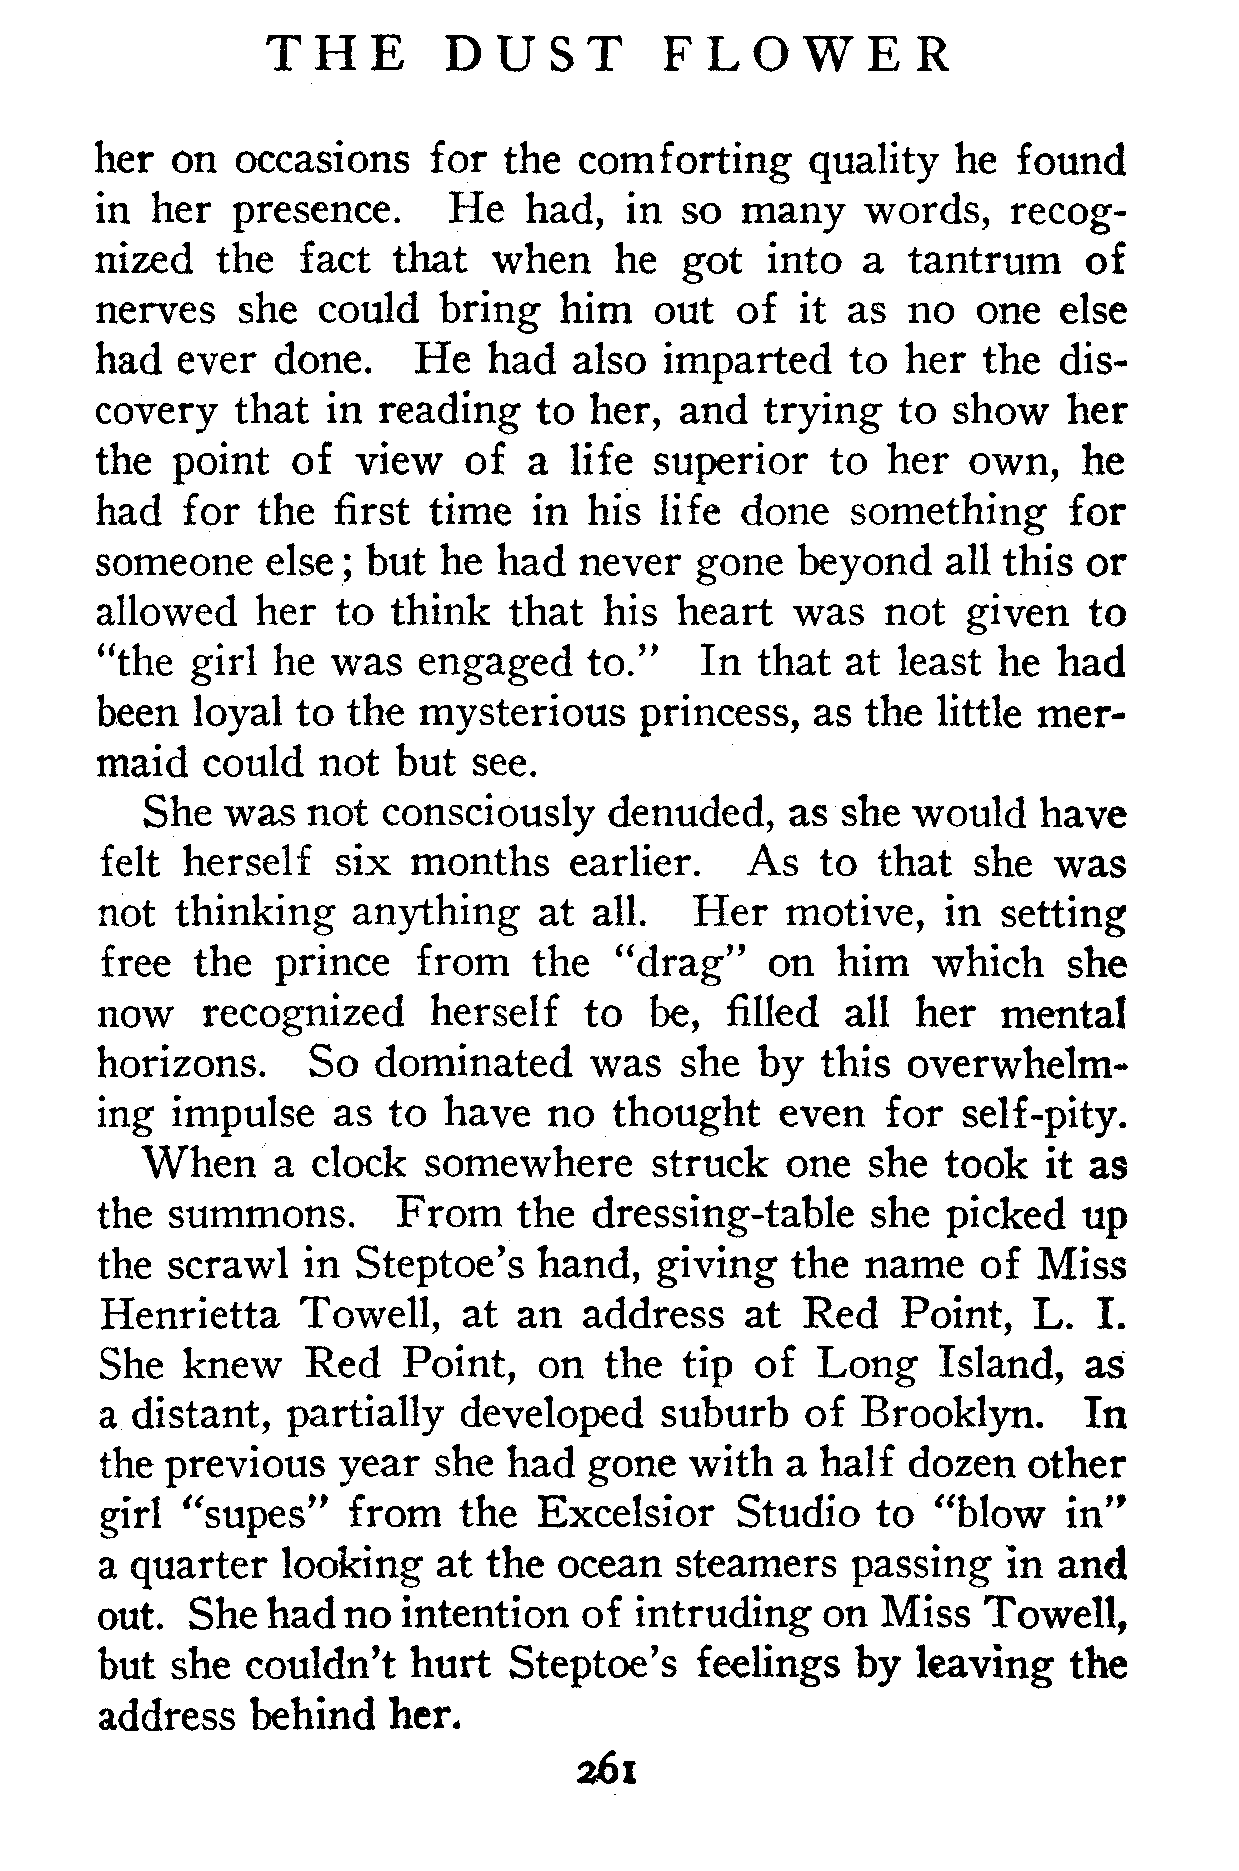 THE DUST FLOWER
her on occasions for the comforting quality he found
in her presence. He had, in so many words, recog-
nized the fact that when he got into a tantrum of
nerves she could bring him out of it as no one else
had ever done. He had also imparted to her the dis-
covery that in reading to her, and trying to show her
the point of view of a life superior to her own, he
had for the first time in his life done something for
someone else; but he had never gone beyond all this or
allowed her to think that his heart was not given to
"the girl he was engaged to." In that at least he had
been loyal to the mysterious princess, as the little mer-
maid could not but see.
She was not consciously denuded, as she would have
felt herself six months earlier. As to that she was
not thinking anything at all. Her motive, in setting
free the prince from the "drag" on him which she
now recognized herself to be, filled all her mental
horizons. So dominated was she by this overwhelm-
ing impulse as to have no thought even for self-pity.
When a clock somewhere struck one she took it as
the summons. From the dressing-table she picked up
the scrawl in Steptoe's hand, giving the name of Miss
Henrietta Towell, at an address at Red Point, L. I.
She knew Red Point, on the tip of Long Island, as
a distant, partially developed suburb of Brooklyn. In
the previous year she had gone with a half dozen other
girl "supes" from the Excelsior Studio to "blow in"
a quarter looking at the ocean steamers passing in and
out. She had no intention of intruding on Miss Towell,
but she couldn't hurt Steptoe's feelings by leaving the
address behind her.
261